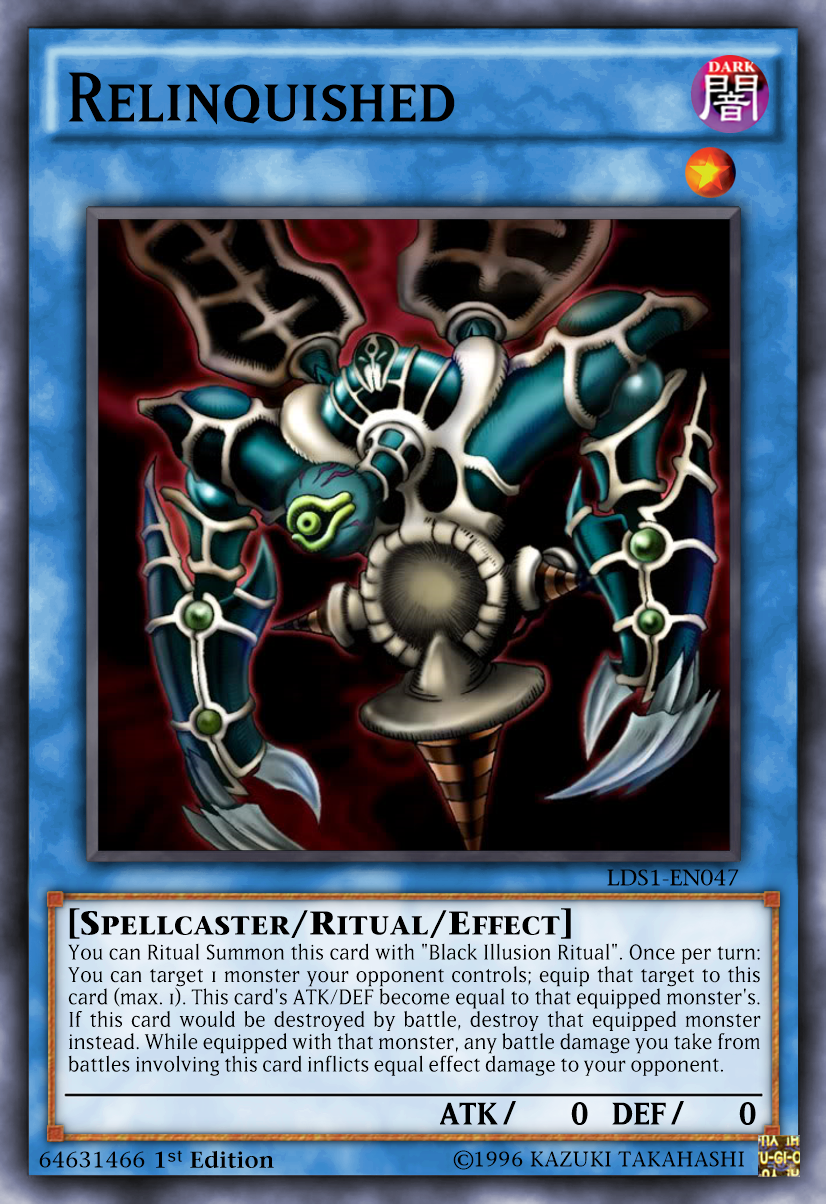 Relinquished
DARK
闇
LDS1-EN047
[Spellcaster/Ritual/Effect]
You can Ritual Summon this card with "Black Illusion Ritual". Once per turn:
You can target 1 monster your opponent controls; equip that target to this
card (max. 1). This card's ATK/DEF become equal to that equipped monster's.
If this card would be destroyed by battle, destroy that equipped monster
instead. While equipped with that monster, any battle damage you take from
battles involving this card inflicts equal effect damage to your opponent.
ATK/ 0 DEF/ 0
64631466 1st Edition ©1996 KAZUKI TAKAHASHI